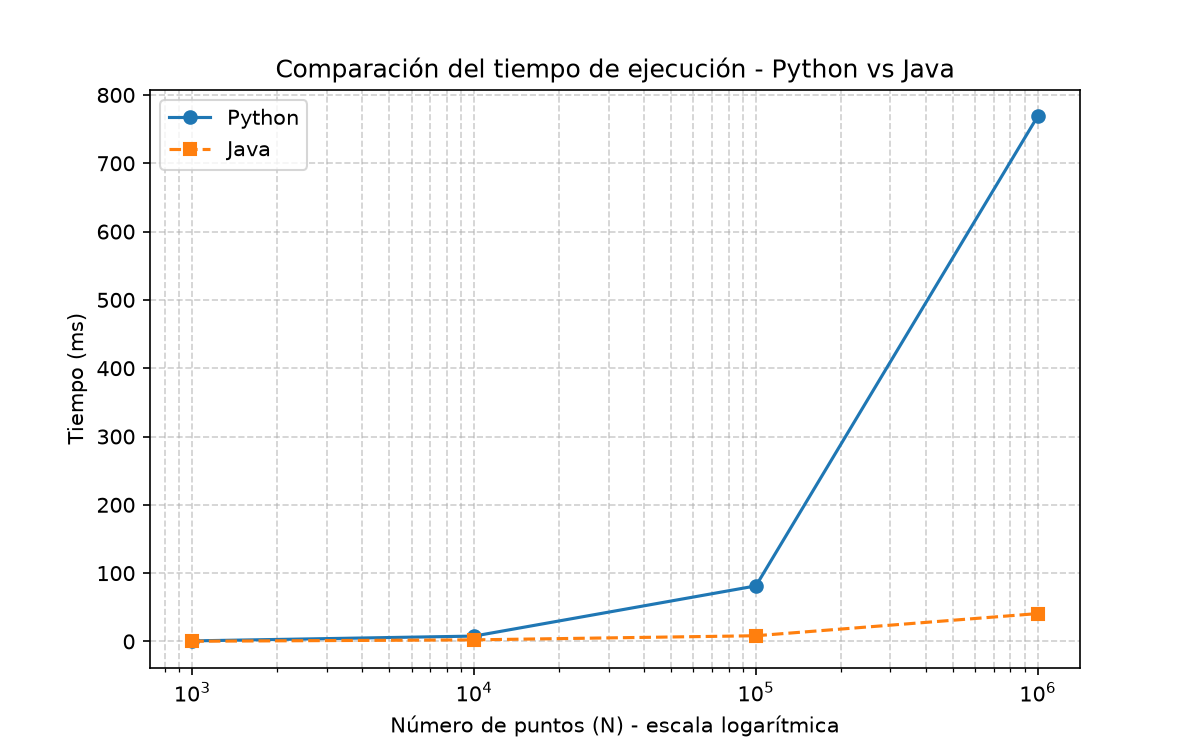 Comparación del tiempo de ejecución - Python vs Java
800
700
600
500
400
300
200
100
0
Tiempo (ms)
Python
Java
10³ 10⁴ 10⁵ 10⁶
Número de puntos (N) - escala logarítmica